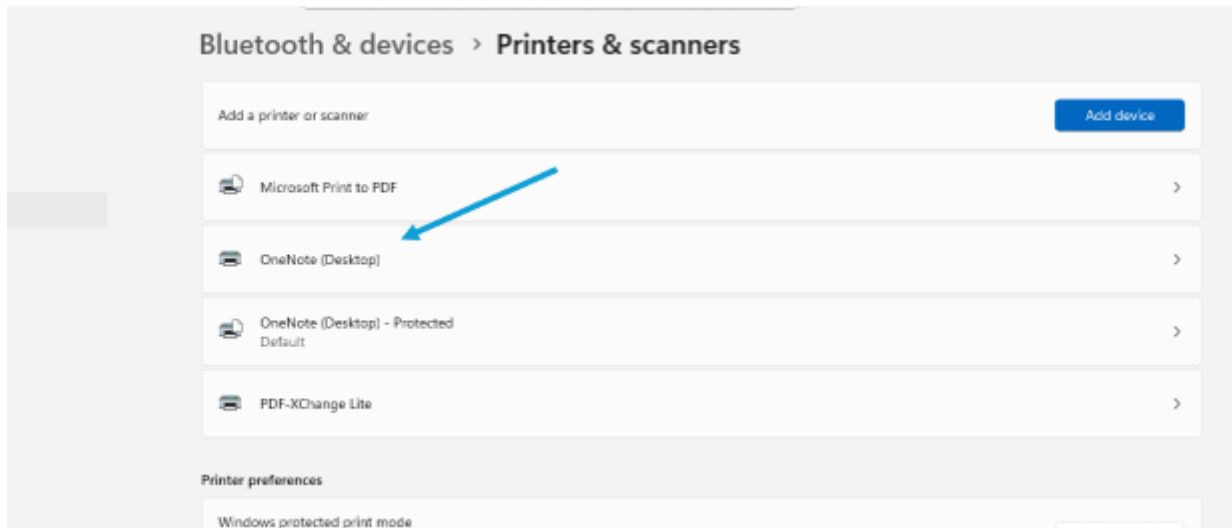 Bluetooth & devices > Printers & scanners
Add a printer or scanner
Add device
Microsoft Print to PDF
OneNote (Desktop)
OneNote (Desktop) - Protected
Default
PDF-XChange Lite
Printer preferences
Windows protected print mode